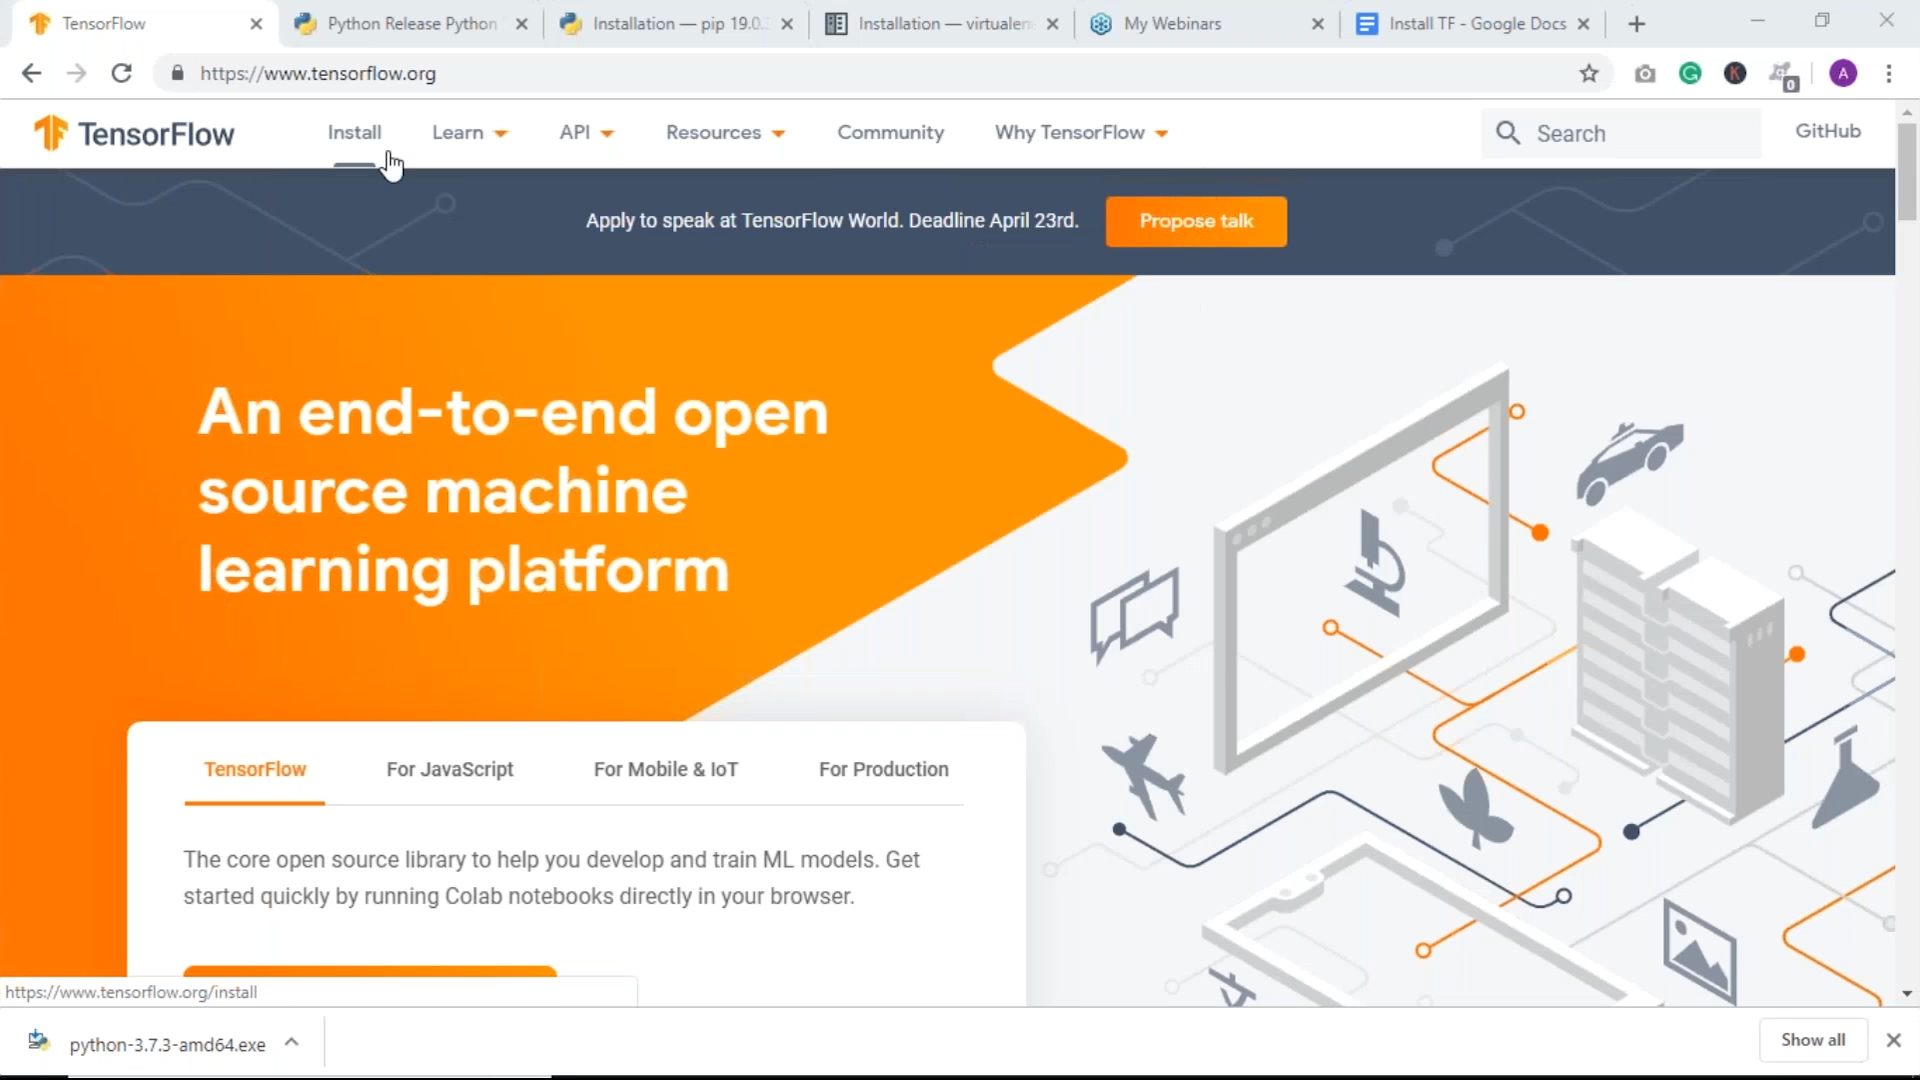 TensorFlow
Python Release Python
Installation — pip 19.0.
Installation — virtualen
My Webinars
Install TF - Google Docs
https://www.tensorflow.org
0
A
TensorFlow
Install
Learn
API
Resources
Community
Why TensorFlow
Search
GitHub
Apply to speak at TensorFlow World. Deadline April 23rd.
Propose talk
An end-to-end open
source machine
learning platform
TensorFlow
For JavaScript
For Mobile & IoT
For Production
The core open source library to help you develop and train ML models. Get
started quickly by running Colab notebooks directly in your browser.
https://www.tensorflow.org/install
python-3.7.3-amd64.exe
Show all